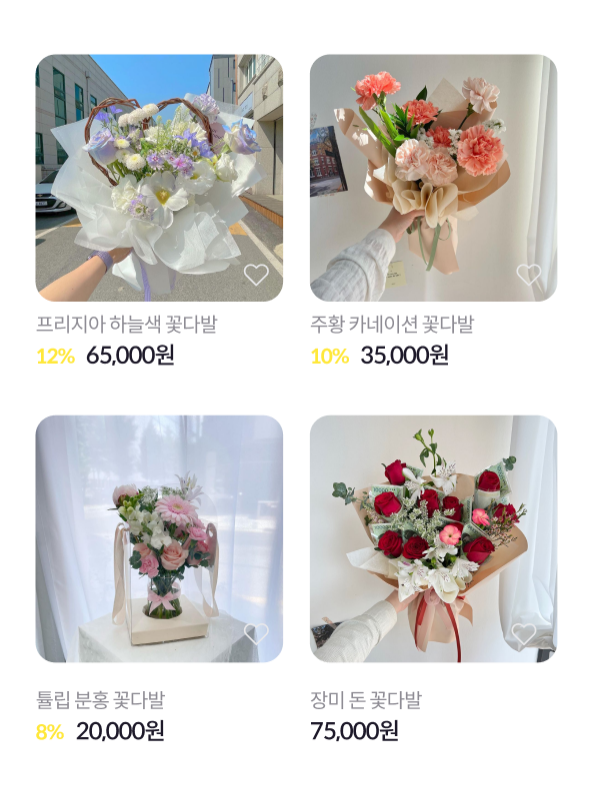 프리지아 하늘색 꽃다발
12% 65,000원
주황 카네이션 꽃다발
10% 35,000원
튤립 분홍 꽃다발
8% 20,000원
장미 돈 꽃다발
75,000원